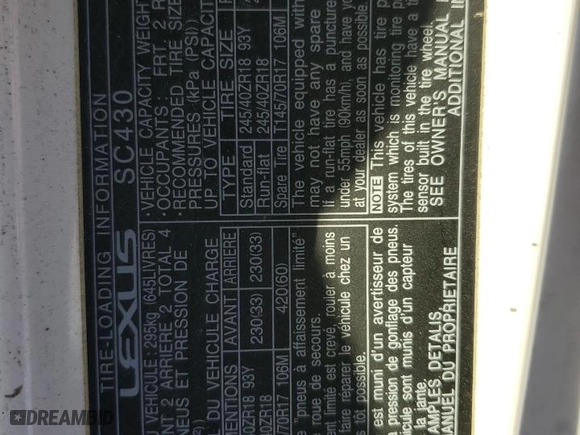 TIRE-LOADING INFORMATION
LEXUS SC430
VEHICULE : 295kg (645LIVRES)
ANT 2 ARRIERE 2 TOTAL 4
NEUS ET PRESSION DE
DU VEHICULE CHARGE
MENTIONS AVANT ARRIERE
0ZR18 93Y 230(33) 230(33)
0ZR18
70R17 106M 420(60)
"pneus à affaissement limité"
roue de secours.
nt limité est crevé, rouler à moins
faire réparer le véhicule chez un
tôt possible.
est muni d'un avertisseur de
pression de gonflage des pneus.
hicule sont munis d'un capteur
la jante.
AMPLES DETAILS,
ANUEL DU PROPRIETAIRE
VEHICLE CAPACITY WEIGHT
OCCUPANTS : FRT. 2 R
RECOMMENDED TIRE SIZE
PRESSURES (kPa (PSI))
UP TO VEHICLE CAPACITY
TYPE TIRE SIZE
Standard 245/40ZR18 93Y
Run-flat 245/40ZR18
Spare Tire T145/70R17 106M
The vehicle equipped with
may not have any spare
If a run-flat tire has a puncture
under 55mph (90km/h) and have yo
at your dealer as soon as possible.
NOTE This vehicle has tire p
system which is monitoring tire p
The tires of this vehicle have a t
sensor built in the tire wheel.
SEE OWNER'S MANUAL
ADDITIONAL IN
DREAMBID